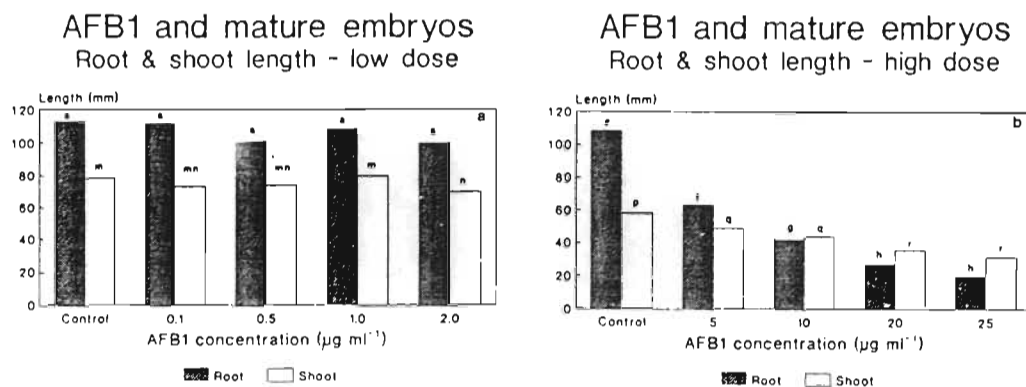 AFB1 and mature embryos
Root & shoot length - low dose
Length (mm)
a
120
100
80
60
40
20
0
a
m
a
mn
a
mn
a
m
a
n
Control
0.1
0.5
1.0
2.0
AFB1 concentration (µg ml⁻¹)
Root
Shoot
AFB1 and mature embryos
Root & shoot length - high dose
Length (mm)
b
120
100
80
60
40
20
0
p
q
g
q
h
r
h
r
Control
5
10
20
25
AFB1 concentration (µg ml⁻¹)
Root
Shoot